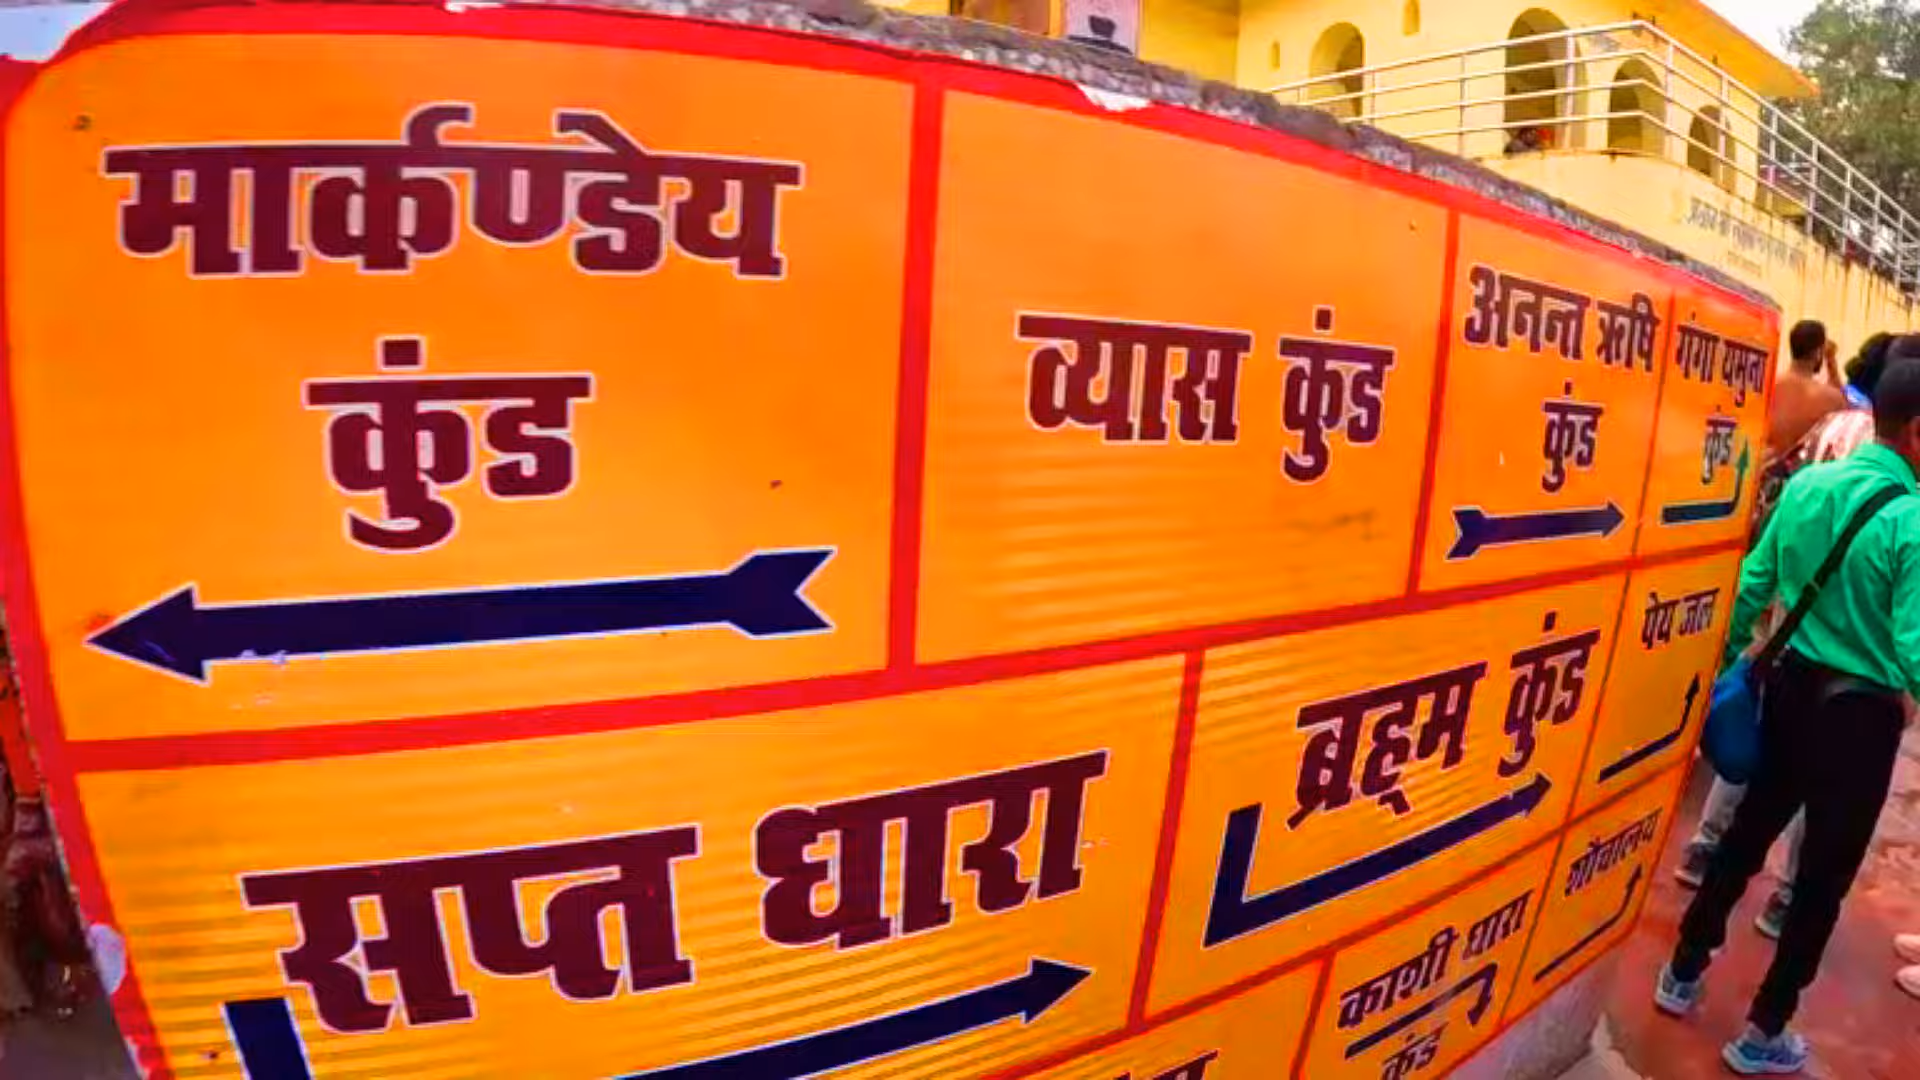 मार्कण्डेय
कुंड
व्यास कुंड
अनन्त ऋषि
कुंड
गंगा यमुना
कुंड
सप्त धारा
ब्रह्म कुंड
पेय जल
काशी धारा
कुंड
शौचालय